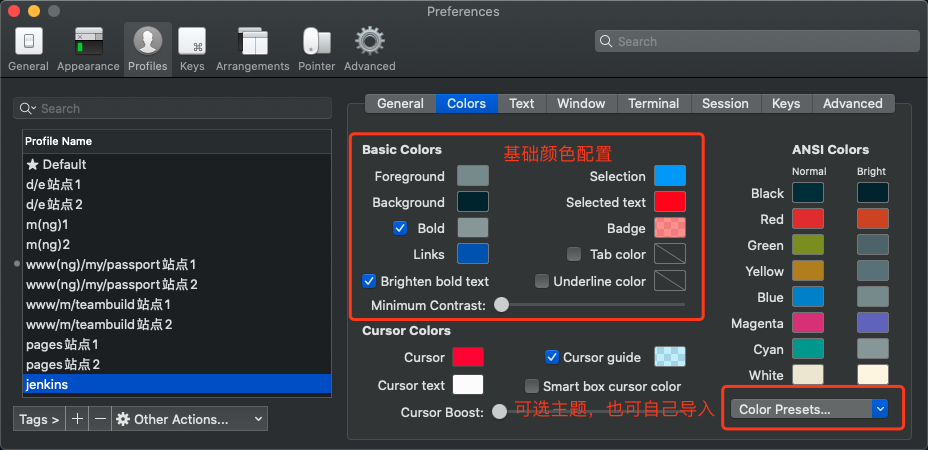 Preferences
General Appearance Profiles Keys Arrangements Pointer Advanced
Search
Search
Profile Name
★ Default
d/e站点1
d/e站点2
m(ng)1
m(ng)2
www(ng)/my/passport站点1
www(ng)/my/passport站点2
www/m/teambuild站点1
www/m/teambuild站点2
pages站点1
pages站点2
jenkins
Tags > + − Other Actions...
General Colors Text Window Terminal Session Keys Advanced
Basic Colors
基础颜色配置
Foreground
Selection
Background
Selected text
Bold
Badge
Links
Tab color
Brighten bold text
Underline color
Minimum Contrast:
Cursor Colors
Cursor
Cursor guide
Cursor text
Smart box cursor color
Cursor Boost:
可选主题，也可自己导入
ANSI Colors
Normal Bright
Black
Red
Green
Yellow
Blue
Magenta
Cyan
White
Color Presets...